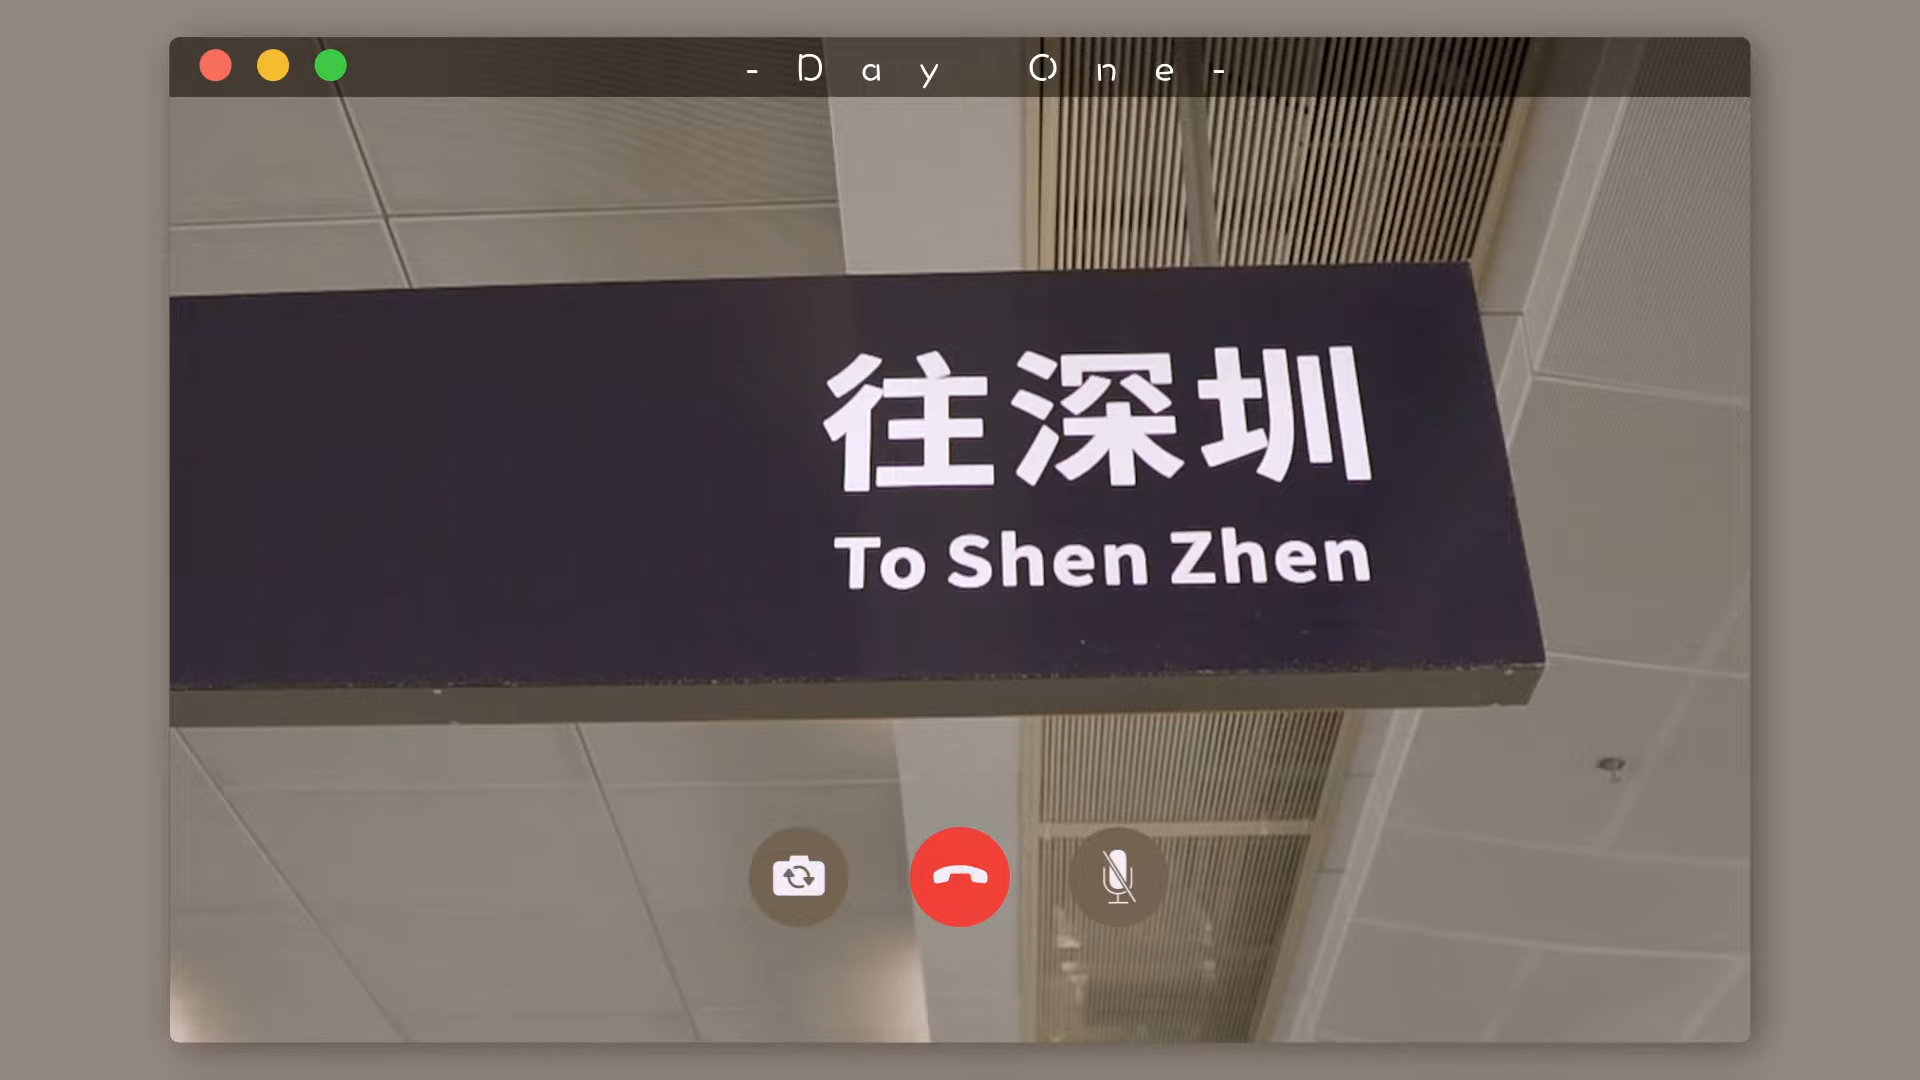 - Day One -
往深圳
To Shen Zhen